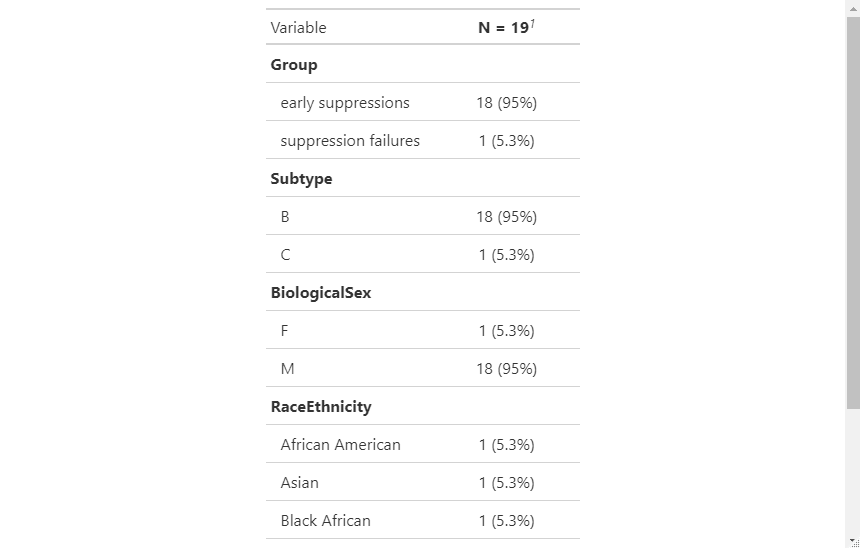 Variable N = 19¹
Group
early suppressions 18 (95%)
suppression failures 1 (5.3%)
Subtype
B 18 (95%)
C 1 (5.3%)
BiologicalSex
F 1 (5.3%)
M 18 (95%)
RaceEthnicity
African American 1 (5.3%)
Asian 1 (5.3%)
Black African 1 (5.3%)